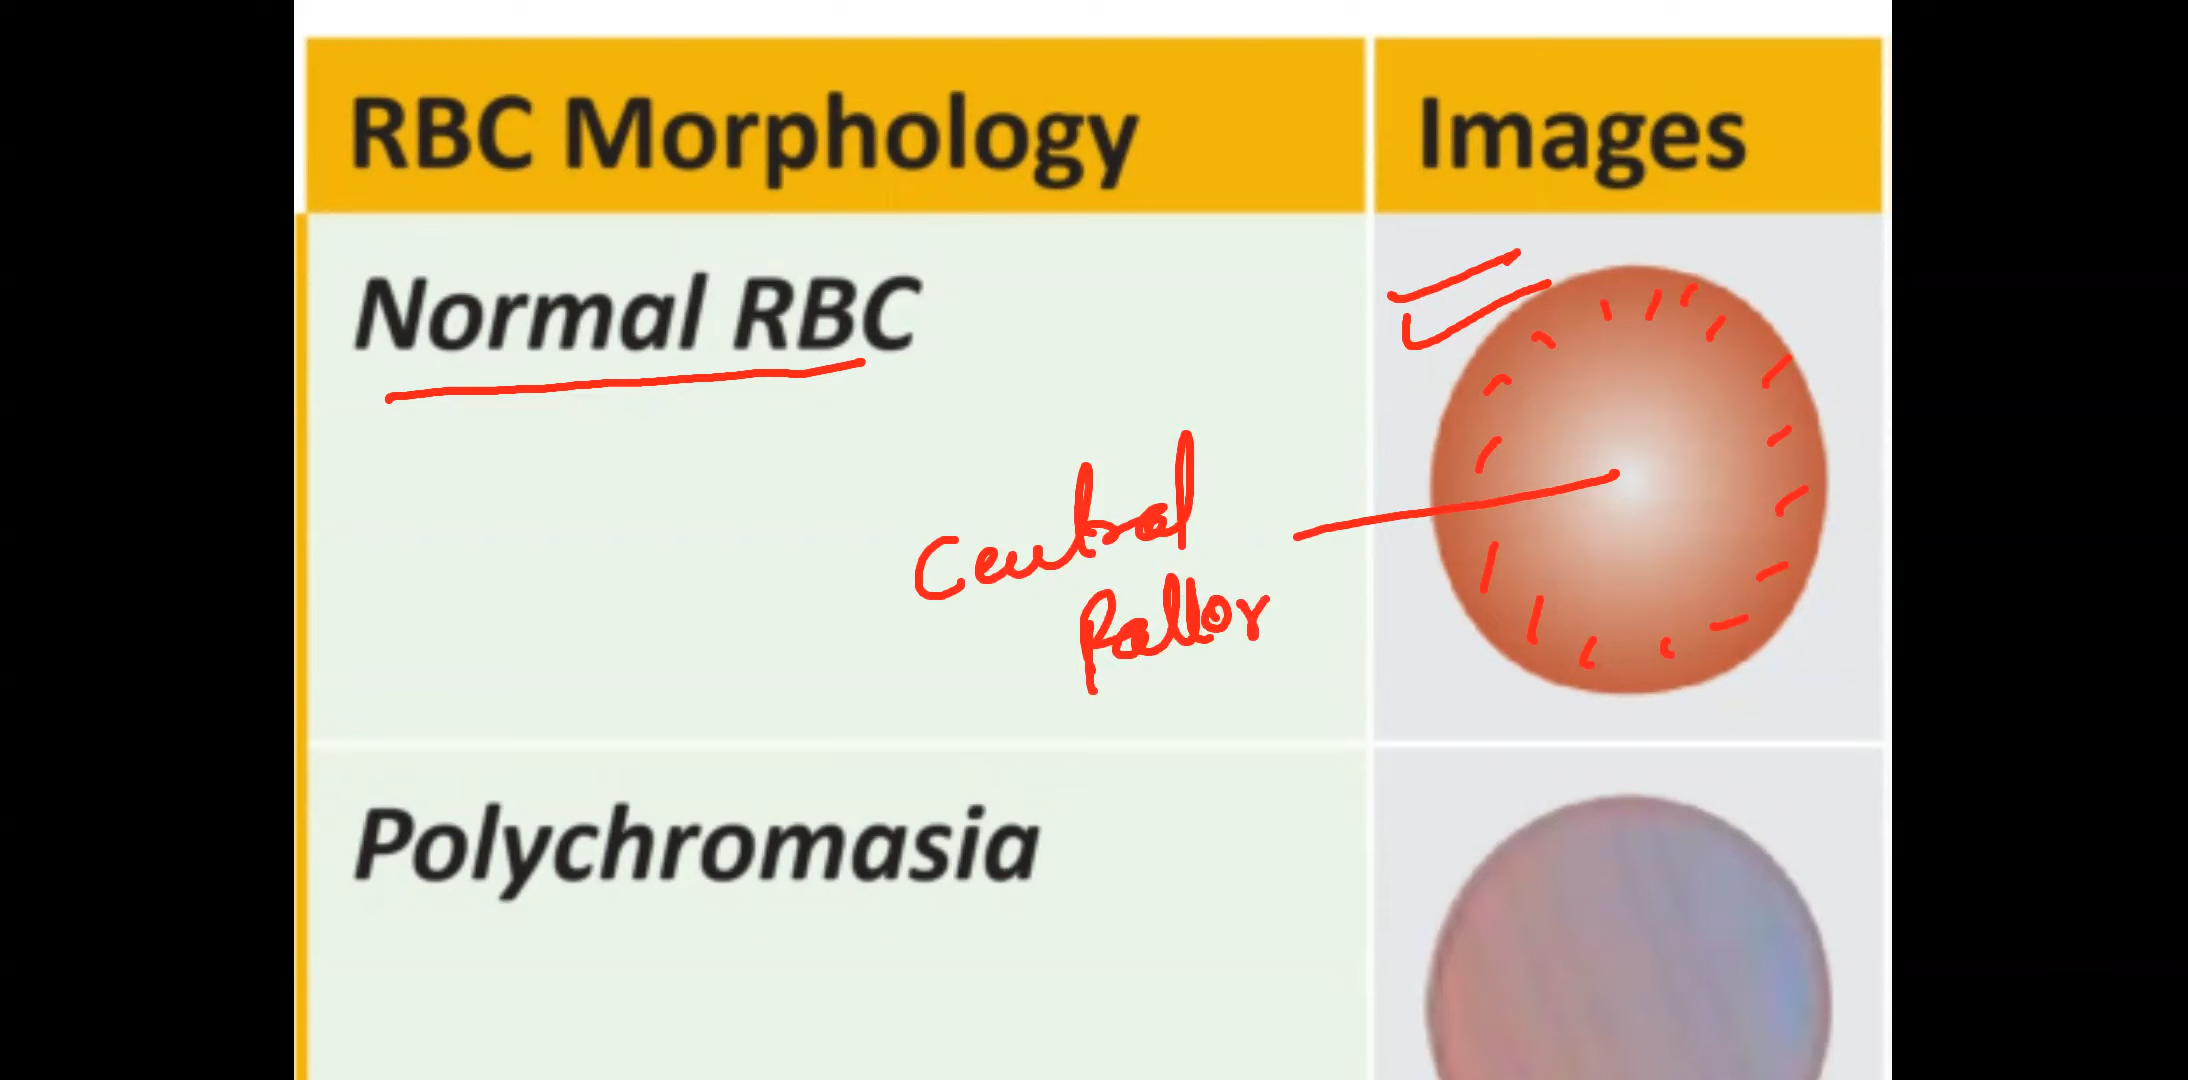 RBC Morphology
Images
Normal RBC
Central
Pallor
Polychromasia